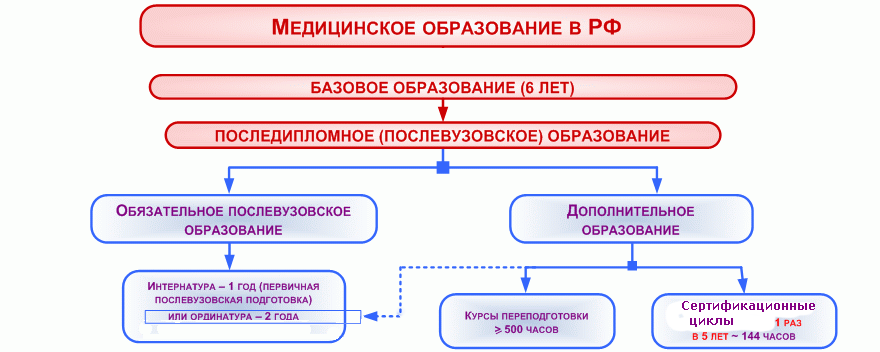 МЕДИЦИНСКОЕ ОБРАЗОВАНИЕ В РФ
БАЗОВОЕ ОБРАЗОВАНИЕ (6 ЛЕТ)
ПОСЛЕДИПЛОМНОЕ (ПОСЛЕВУЗОВСКОЕ) ОБРАЗОВАНИЕ
ОБЯЗАТЕЛЬНОЕ ПОСЛЕВУЗОВСКОЕ
ОБРАЗОВАНИЕ
ДОПОЛНИТЕЛЬНОЕ
ОБРАЗОВАНИЕ
ИНТЕРНАТУРА – 1 ГОД (ПЕРВИЧНАЯ
ПОСЛЕВУЗОВСКАЯ ПОДГОТОВКА)
ИЛИ ОРДИНАТУРА – 2 ГОДА
КУРСЫ ПЕРЕПОДГОТОВКИ
≥ 500 ЧАСОВ
Сертификационные
циклы 1 РАЗ
В 5 ЛЕТ ~ 144 ЧАСОВ